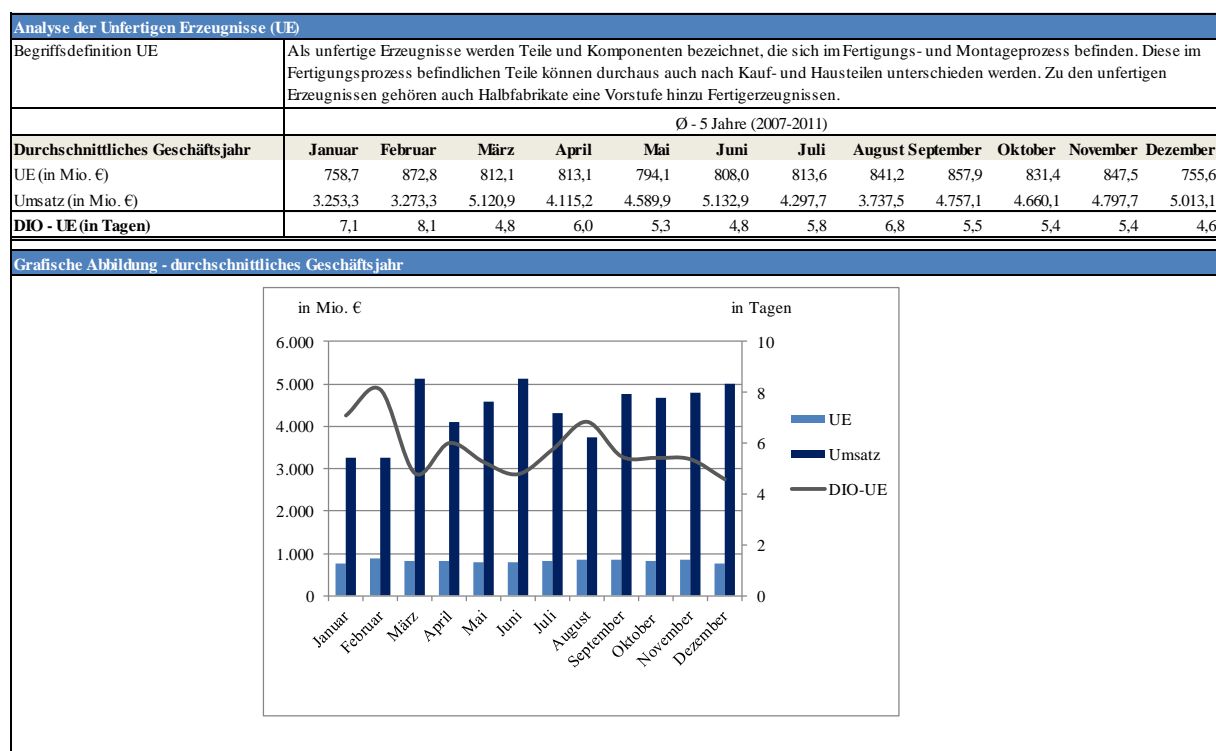 Analyse der Unfertigen Erzeugnisse (UE)
Begriffsdefinition UE
Als unfertige Erzeugnisse werden Teile und Komponenten bezeichnet, die sich im Fertigungs- und Montageprozess befinden. Diese im
Fertigungsprozess befindlichen Teile können durchaus auch nach Kauf- und Hausteilen unterschieden werden. Zu den unfertigen
Erzeugnissen gehören auch Halbfabrikate eine Vorstufe hinzu Fertigerzeugnissen.
Ø - 5 Jahre (2007-2011)
Durchschnittliches Geschäftsjahr Januar Februar März April Mai Juni Juli August September Oktober November Dezember
UE (in Mio. €) 758,7 872,8 812,1 813,1 794,1 808,0 813,6 841,2 857,9 831,4 847,5 755,6
Umsatz (in Mio. €) 3.253,3 3.273,3 5.120,9 4.115,2 4.589,9 5.132,9 4.297,7 3.737,5 4.757,1 4.660,1 4.797,7 5.013,1
DIO - UE (in Tagen) 7,1 8,1 4,8 6,0 5,3 4,8 5,8 6,8 5,5 5,4 5,4 4,6
Grafische Abbildung - durchschnittliches Geschäftsjahr
in Mio. € in Tagen
6.000 10
5.000
8
4.000
6
3.000
4
2.000
2
1.000
0 0
UE
Umsatz
DIO-UE
Januar Februar März April Mai Juni Juli August September Oktober November Dezember